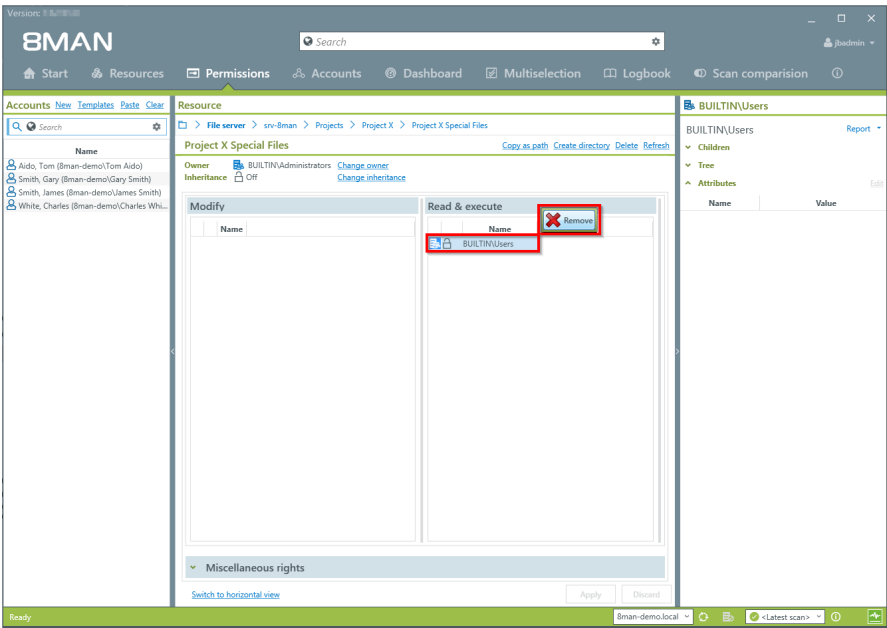 Version:
8MAN
Search
jbadmin
Start Resources Permissions Accounts Dashboard Multiselection Logbook Scan comparision
Accounts New Templates Paste Clear
Search
Name
Aido, Tom (8man-demo\Tom Aido)
Smith, Gary (8man-demo\Gary Smith)
Smith, James (8man-demo\James Smith)
White, Charles (8man-demo\Charles Whi...
Resource
File server > srv-8man > Projects > Project X > Project X Special Files
Project X Special Files Copy as path Create directory Delete Refresh
Owner BUILTIN\Administrators Change owner
Inheritance Off Change inheritance
Modify
Name
Read & execute
Name
Remove
BUILTIN\Users
Miscellaneous rights
Switch to horizontal view Apply Discard
BUILTIN\Users
BUILTIN\Users Report
Children
Tree
Attributes Edit
Name Value
Ready 8man-demo.local <Latest scan>